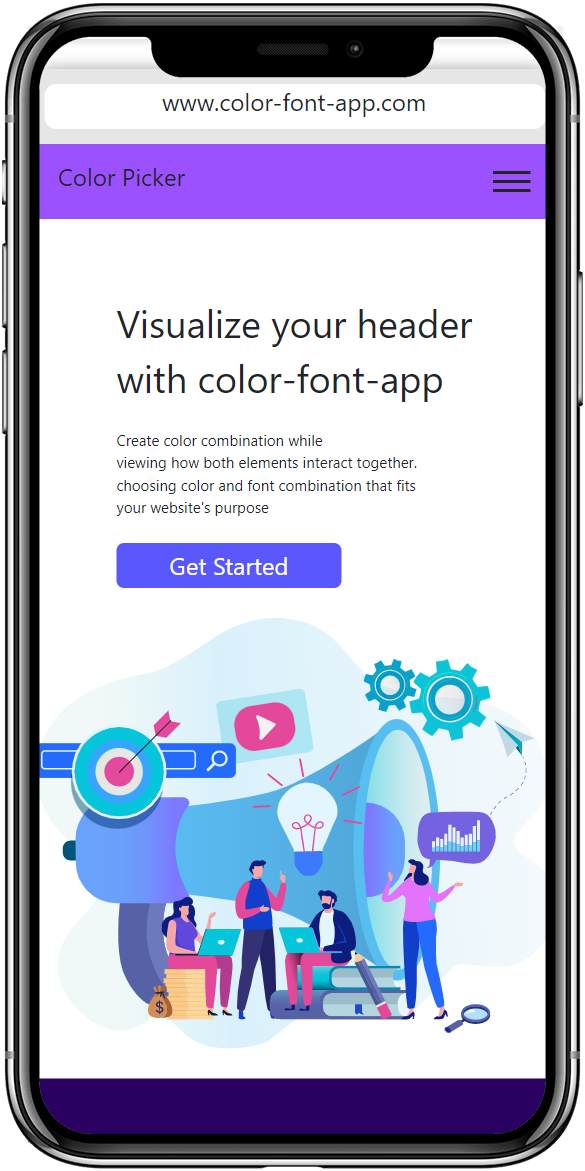 www.color-font-app.com
Color Picker
Visualize your header
with color-font-app
Create color combination while
viewing how both elements interact together.
choosing color and font combination that fits
your website's purpose
Get Started
$